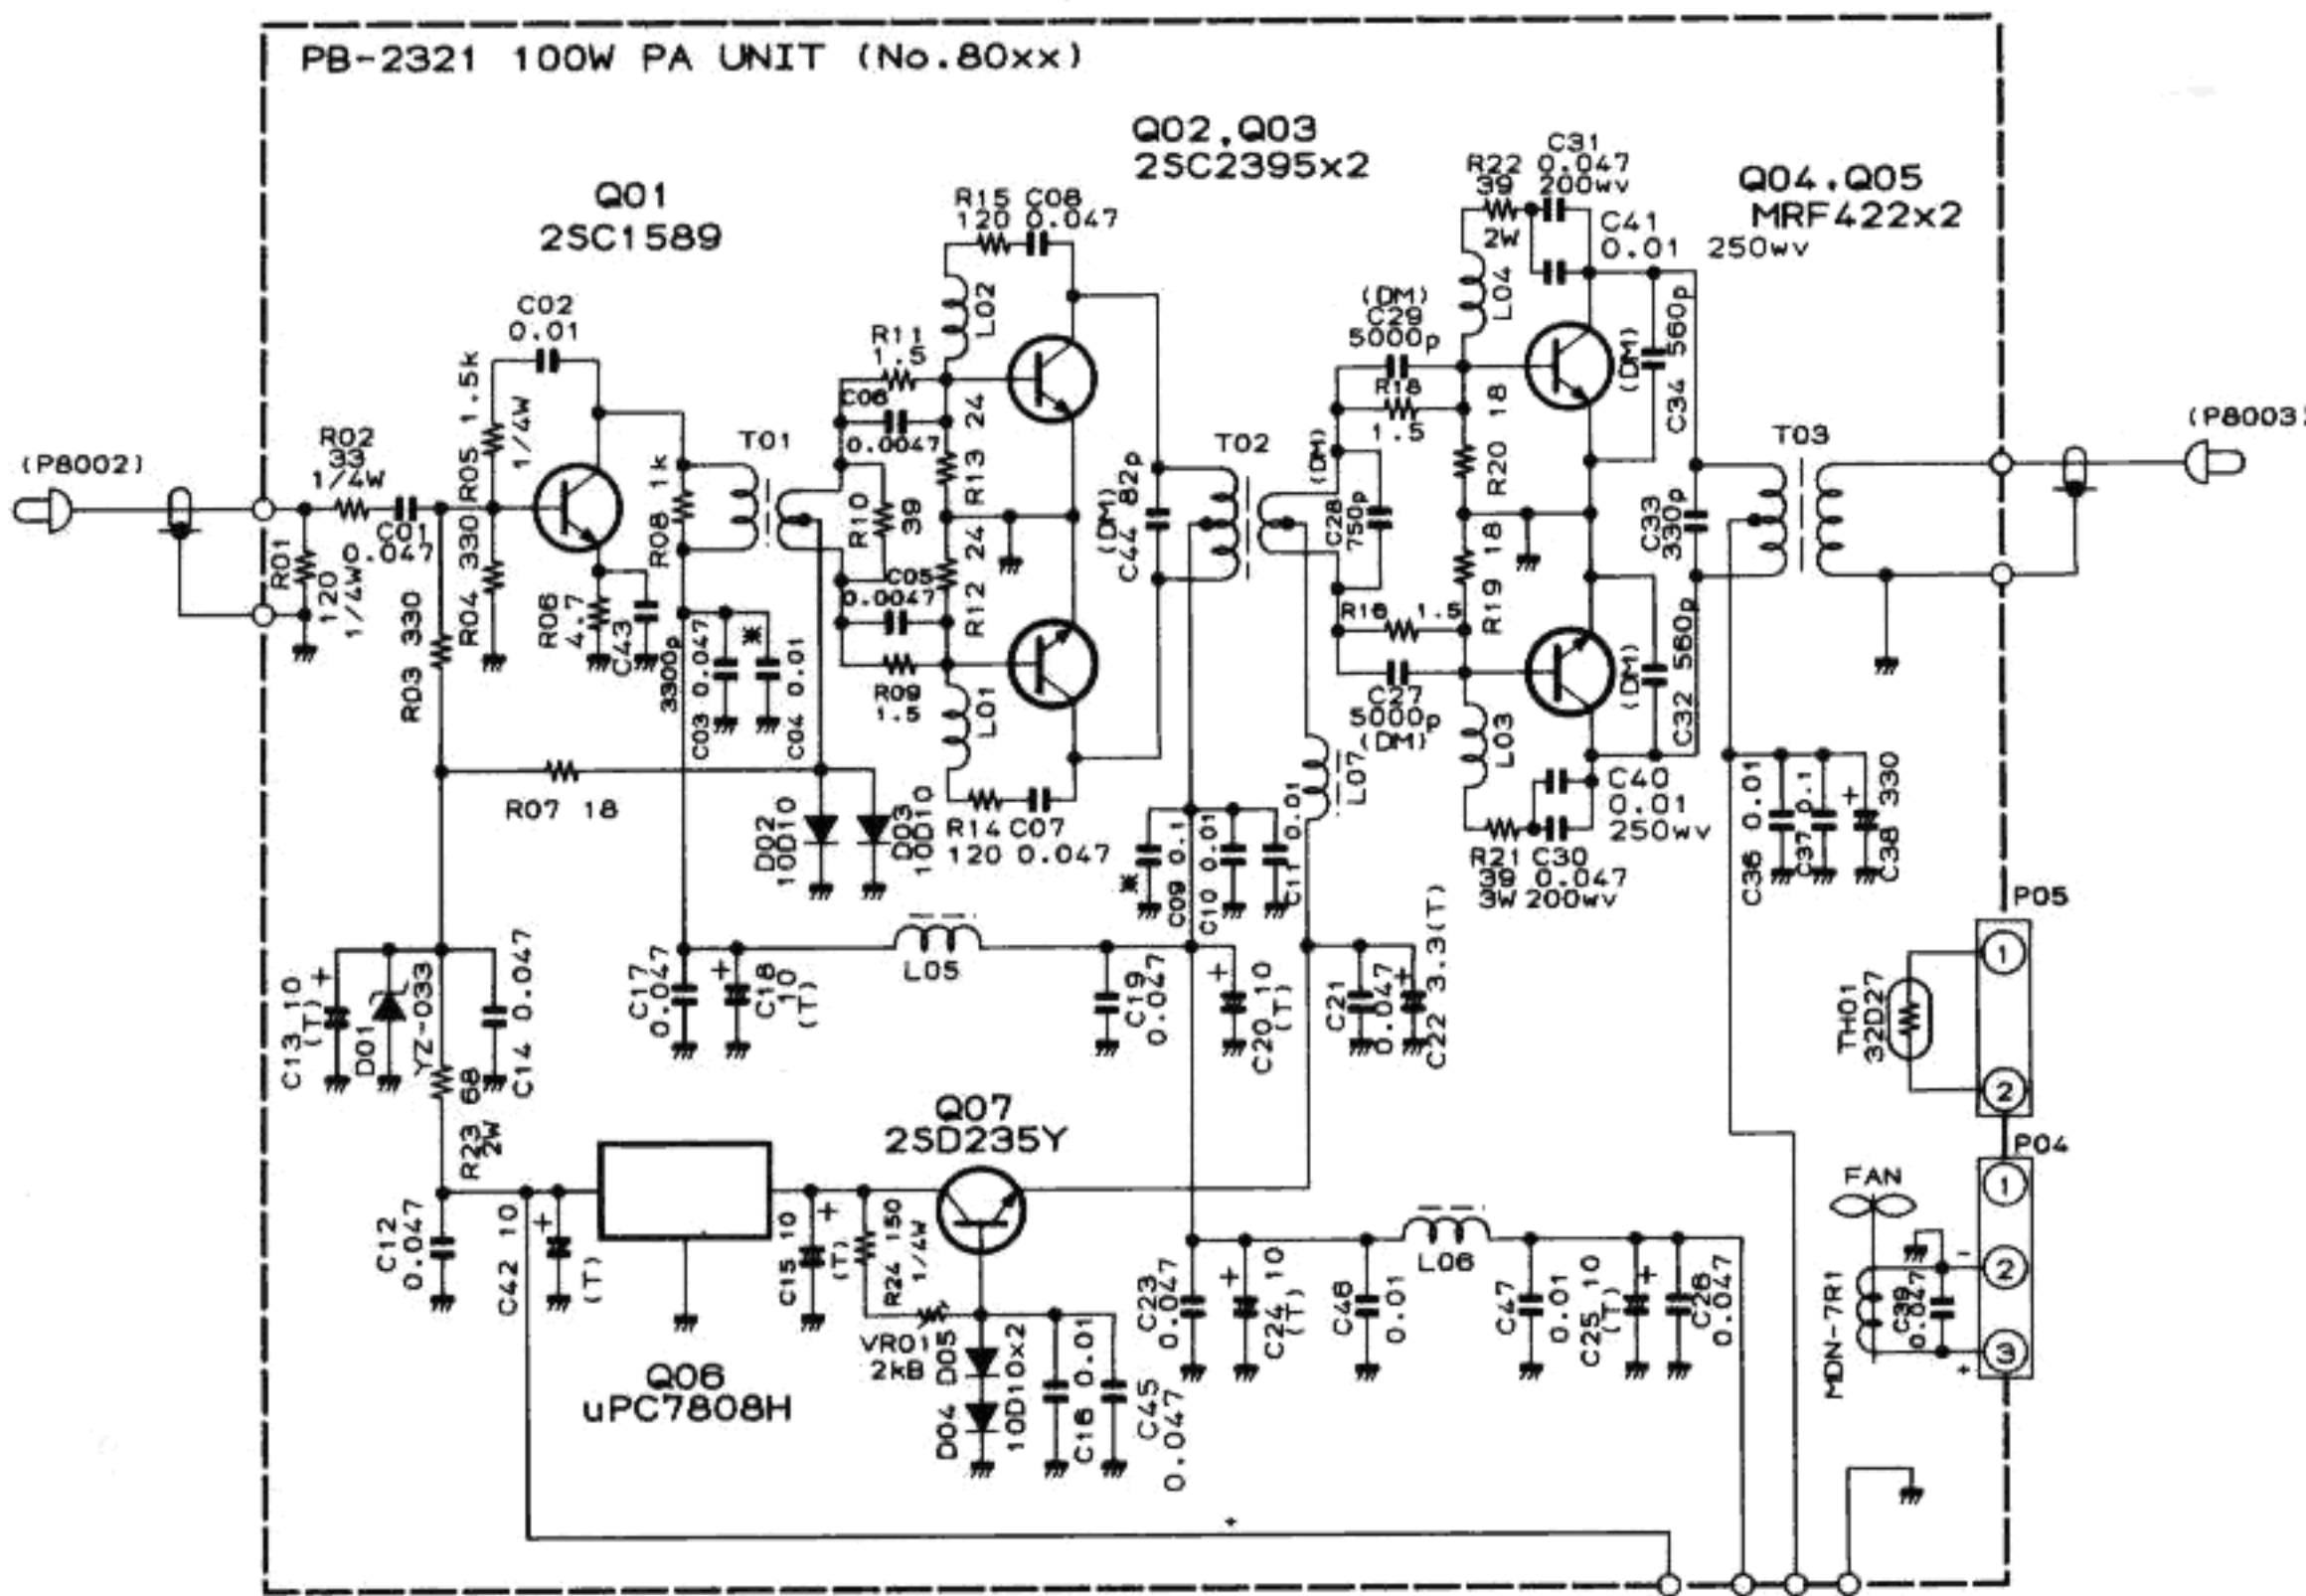 PB-2321 100W PA UNIT (No.80xx)
Q02,Q03
2SC2395x2
Q01
2SC1589
Q04.Q05
MRF422x2
R15 C08
120 0.047
R22
39
C31
0.047
200wv
2W
C41
0.01
250wv
L02
L04
C02
0.01
R05 1.5k
1/4W
R11
1.5
C06
0.0047
(DM)
C29
5000p
R18
1.5
(DM)
C34 560p
(P8002)
R02
33
1/4W
C01
0.047
R01
120
1/4W
R04 330
R03 330
R06
4.7
C43
3300p
R08 1k
T01
R10
39
R13 24
R12 24
C05
0.0047
R09
1.5
L01
C03 0.047
※
C04 0.01
(DM)
C44 82p
T02
(DM)
C28
750p
R20 18
R19 18
R16 1.5
C27
5000p
(DM)
L03
(DM)
C32 560p
C33
330p
T03
(P8003)
R07 18
D02
10D10
D03
10D10
R14 C07
120 0.047
※
C09 0.1
C10 0.01
C11 0.01
L07
C40
0.01
250wv
R21 C30
39 0.047
3W 200wv
C36 0.01
C37 0.1
+
C38 330
P05
1
2
TH01
32D27
C13 10
(T)
+
D01
YZ-033
C14 0.047
C17
0.047
+
C18
10
(T)
L05
C19
0.047
+
C20 10
(T)
C21
0.047
+
C22 3.3(T)
R23 68
2W
Q07
2SD235Y
C12
0.047
C42 10
+
(T)
Q06
uPC7808H
C15 10
(T)
+
R24 150
1/4W
VR01
2kB
D04 D05
10D10x2
C16 0.01
C45
0.047
C23
0.047
+
C24 10
(T)
L06
C46
0.01
C47
0.01
C25 10
(T)
+
C26
0.047
P04
1
2
3
FAN
MDN-7R1
C39
0.047
-
+